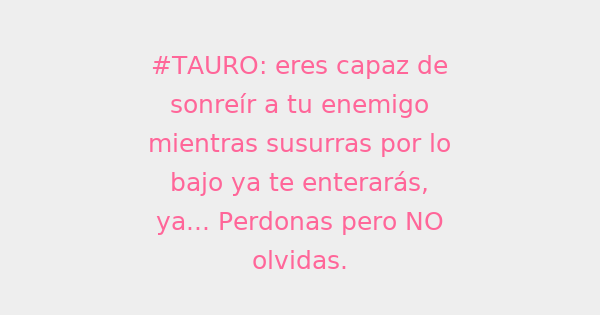 #TAURO: eres capaz de
sonreír a tu enemigo
mientras susurras por lo
bajo ya te enterarás,
ya... Perdonas pero NO
olvidas.